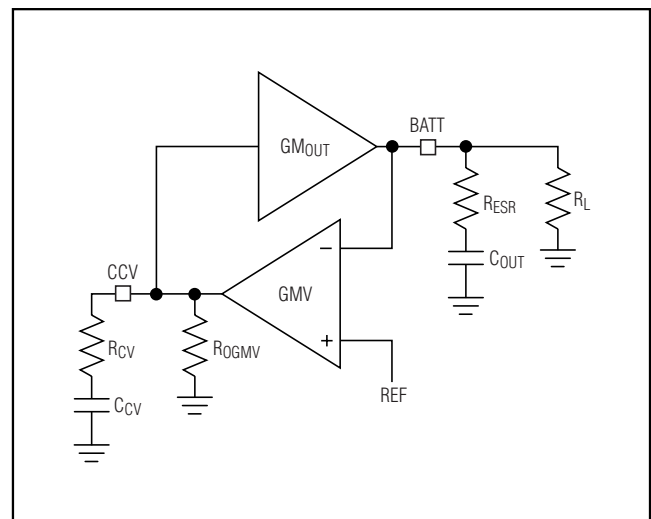 GMOUT
BATT
RESR
RL
COUT
CCV
GMV
−
+
RCV
ROGMV
CCV
REF